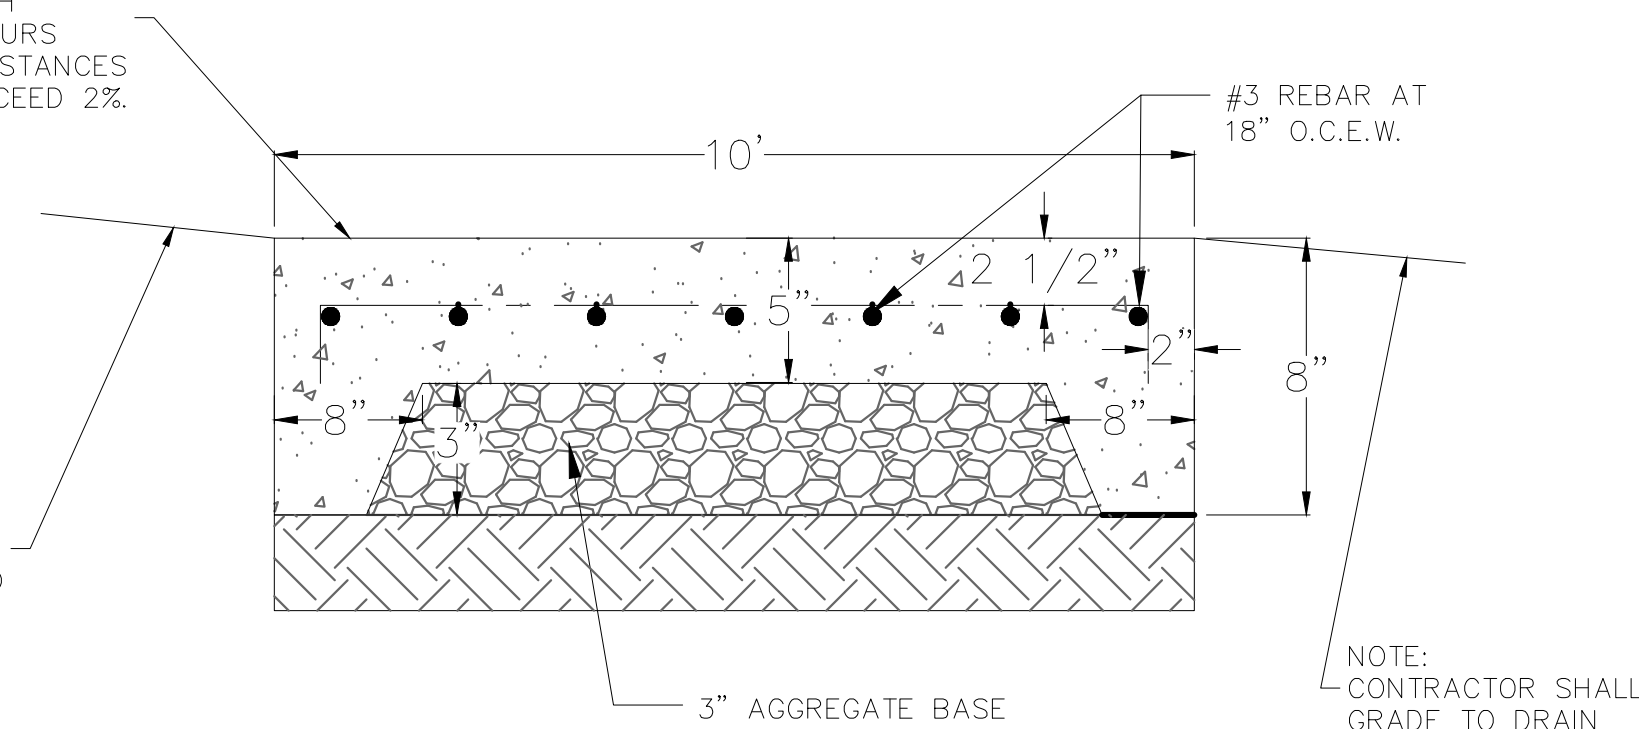 URS
STANCES
CEED 2%.
#3 REBAR AT
18" O.C.E.W.
10'
2 1/2"
5"
2"
8"
8"
3"
8"
3" AGGREGATE BASE
NOTE:
CONTRACTOR SHALL
GRADE TO DRAIN